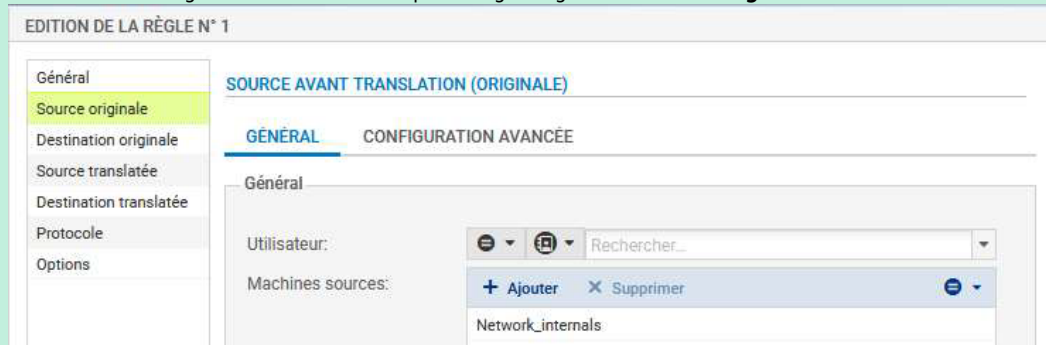 EDITION DE LA RÈGLE N° 1
Général
Source originale
Destination originale
Source translatée
Destination translatée
Protocole
Options
SOURCE AVANT TRANSLATION (ORIGINALE)
GÉNÉRAL CONFIGURATION AVANCÉE
Général
Utilisateur: Rechercher...
Machines sources: + Ajouter × Supprimer
Network_internals